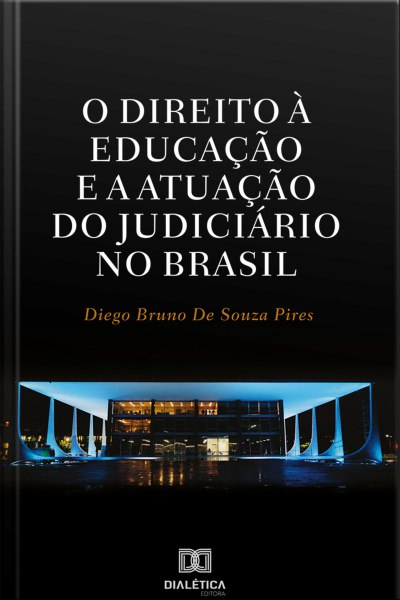 O DIREITO À
EDUCAÇÃO
E A ATUAÇÃO
DO JUDICIÁRIO
NO BRASIL
Diego Bruno De Souza Pires
DIALÉTICA
EDITORA